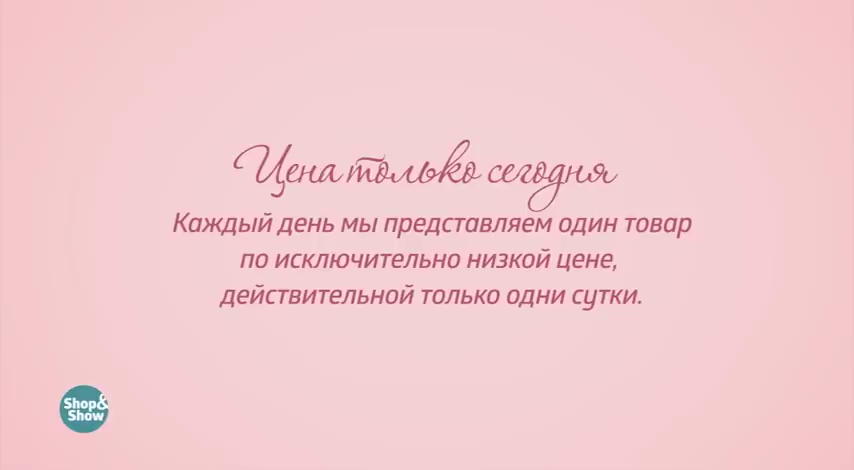 Цена только сегодня
Каждый день мы представляем один товар
по исключительно низкой цене,
действительной только одни сутки.
Shop&
Show